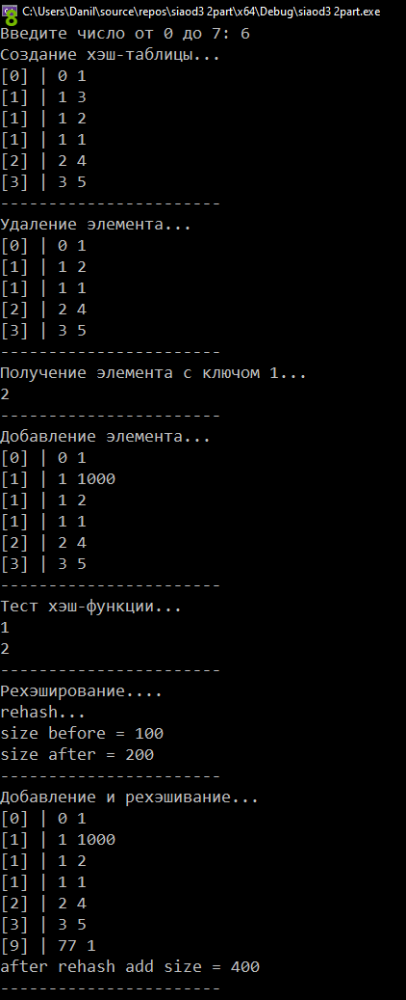 C:\Users\Danil\source\repos\siaod3 2part\x64\Debug\siaod3 2part.exe
Введите число от 0 до 7: 6
Создание хэш-таблицы...
[0] | 0 1
[1] | 1 3
[1] | 1 2
[1] | 1 1
[2] | 2 4
[3] | 3 5
-----------------------
Удаление элемента...
[0] | 0 1
[1] | 1 2
[1] | 1 1
[2] | 2 4
[3] | 3 5
-----------------------
Получение элемента с ключом 1...
2
-----------------------
Добавление элемента...
[0] | 0 1
[1] | 1 1000
[1] | 1 2
[1] | 1 1
[2] | 2 4
[3] | 3 5
-----------------------
Тест хэш-функции...
1
2
-----------------------
Рехэширование....
rehash...
size before = 100
size after = 200
-----------------------
Добавление и рехэшивание...
[0] | 0 1
[1] | 1 1000
[1] | 1 2
[1] | 1 1
[2] | 2 4
[3] | 3 5
[9] | 77 1
after rehash add size = 400
-----------------------